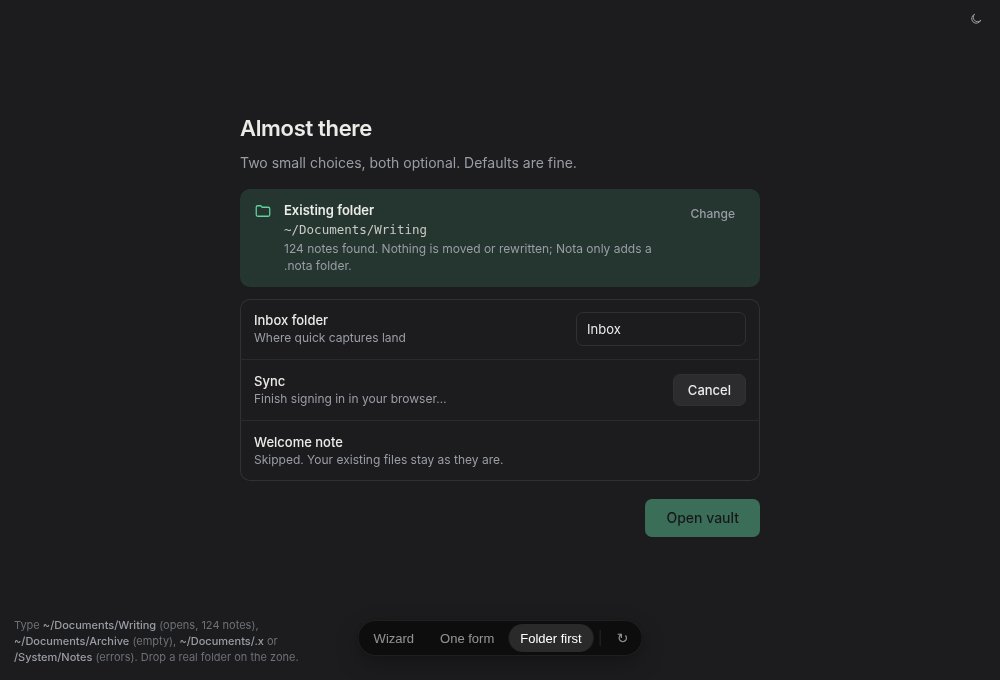 Almost there
Two small choices, both optional. Defaults are fine.
Existing folder
Change
~/Documents/Writing
124 notes found. Nothing is moved or rewritten; Nota only adds a
.nota folder.
Inbox folder
Where quick captures land
Inbox
Sync
Finish signing in in your browser…
Cancel
Welcome note
Skipped. Your existing files stay as they are.
Open vault
Type ~/Documents/Writing (opens, 124 notes),
~/Documents/Archive (empty), ~/Documents/.x or
/System/Notes (errors). Drop a real folder on the zone.
Wizard
One form
Folder first